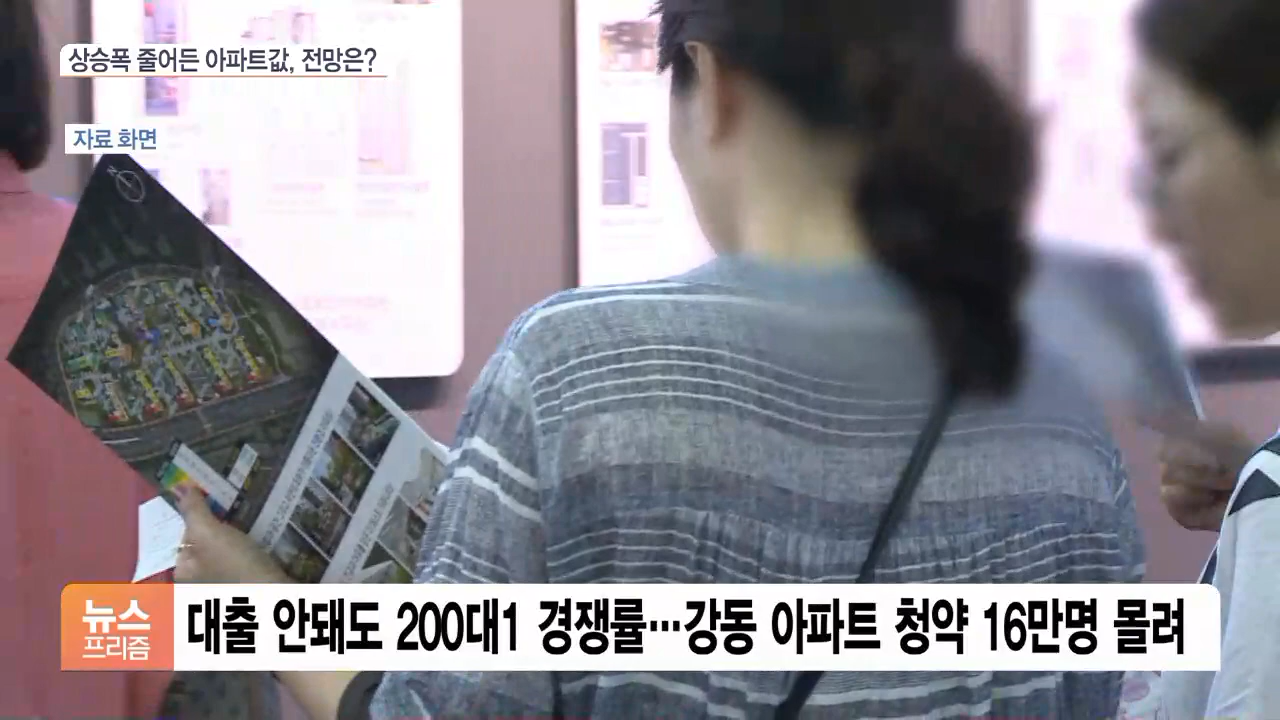 상승폭 줄어든 아파트값, 전망은?
자료 화면
뉴스
프리즘
대출 안돼도 200대1 경쟁률…강동 아파트 청약 16만명 몰려